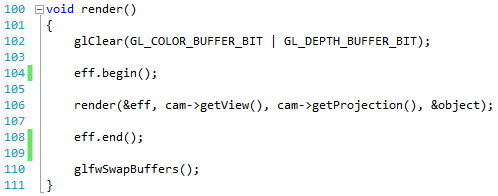 100 void render()
101 {
102 glClear(GL_COLOR_BUFFER_BIT | GL_DEPTH_BUFFER_BIT);
103
104 eff.begin();
105
106 render(&eff, cam->getView(), cam->getProjection(), &object);
107
108 eff.end();
109
110 glfwSwapBuffers();
111 }